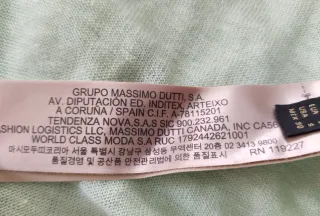 GRUPO MASSIMO DUTTI, S.A.
AV. DIPUTACIÓN ED. INDITEX, ARTEIXO
A CORUÑA / SPAIN C.I.F. A-78115201
TENDENZA NOVA.S.A.S SIC 900.232.961
FASHION LOGISTICS LLC, MASSIMO DUTTI CANADA, INC CA56
WORLD CLASS MODA S.A RUC 1792442621001
마시모두띠코리아 서울 특별시 강남구 삼성동 무역센터 20층 02 3413 9800
품질경영 및 공산품 안전관리법에 의한 품질표시 RN 119227